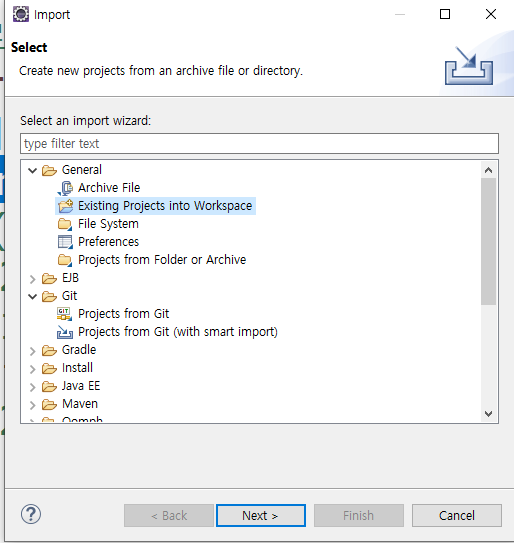 Import
Select
Create new projects from an archive file or directory.
Select an import wizard:
type filter text
General
Archive File
Existing Projects into Workspace
File System
Preferences
Projects from Folder or Archive
EJB
Git
GIT
Projects from Git
Projects from Git (with smart import)
Gradle
Install
Java EE
Maven
Oomph
?
< Back
Next >
Finish
Cancel